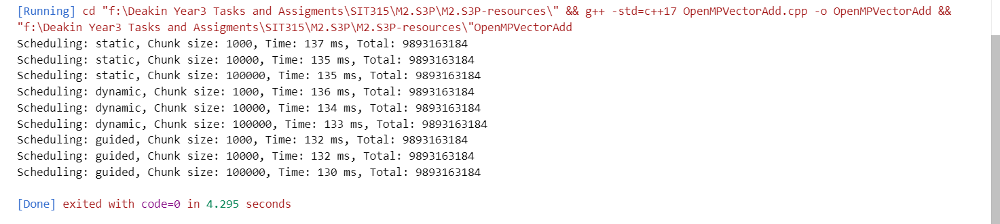 [Running] cd "f:\Deakin Year3 Tasks and Assigments\SIT315\M2.S3P\M2.S3P-resources\" && g++ -std=c++17 OpenMPVectorAdd.cpp -o OpenMPVectorAdd &&
"f:\Deakin Year3 Tasks and Assigments\SIT315\M2.S3P\M2.S3P-resources\"OpenMPVectorAdd
Scheduling: static, Chunk size: 1000, Time: 137 ms, Total: 9893163184
Scheduling: static, Chunk size: 10000, Time: 135 ms, Total: 9893163184
Scheduling: static, Chunk size: 100000, Time: 135 ms, Total: 9893163184
Scheduling: dynamic, Chunk size: 1000, Time: 136 ms, Total: 9893163184
Scheduling: dynamic, Chunk size: 10000, Time: 134 ms, Total: 9893163184
Scheduling: dynamic, Chunk size: 100000, Time: 133 ms, Total: 9893163184
Scheduling: guided, Chunk size: 1000, Time: 132 ms, Total: 9893163184
Scheduling: guided, Chunk size: 10000, Time: 132 ms, Total: 9893163184
Scheduling: guided, Chunk size: 100000, Time: 130 ms, Total: 9893163184
[Done] exited with code=0 in 4.295 seconds